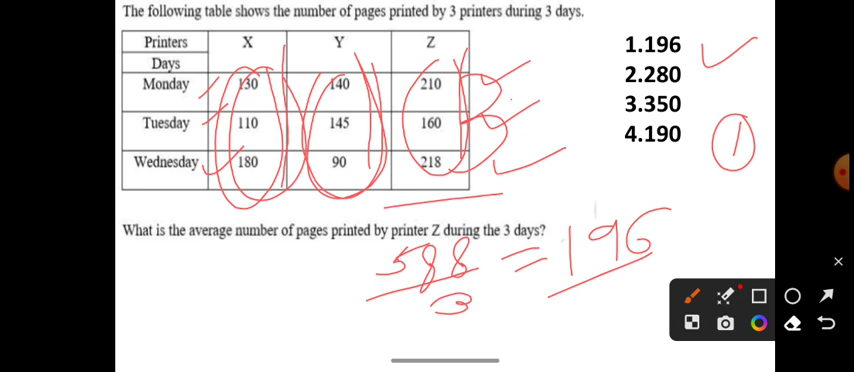 The following table shows the number of pages printed by 3 printers during 3 days.
Printers X Y Z
Days
Monday 130 140 210
Tuesday 110 145 160
Wednesday 180 90 218
1.196
2.280
3.350
4.190
1
What is the average number of pages printed by printer Z during the 3 days?
588 = 196
3